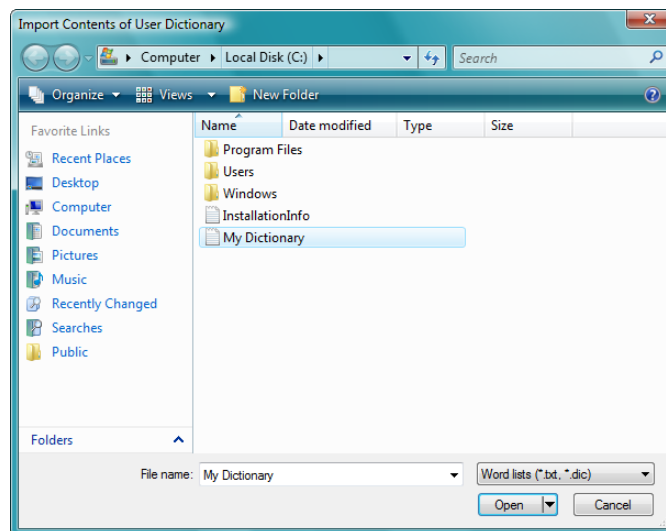 Import Contents of User Dictionary
Computer Local Disk (C:) Search
Organize Views New Folder
Favorite Links
Recent Places
Desktop
Computer
Documents
Pictures
Music
Recently Changed
Searches
Public
Folders
Name Date modified Type Size
Program Files
Users
Windows
InstallationInfo
My Dictionary
File name: My Dictionary Word lists (*.txt, *.dic)
Open Cancel